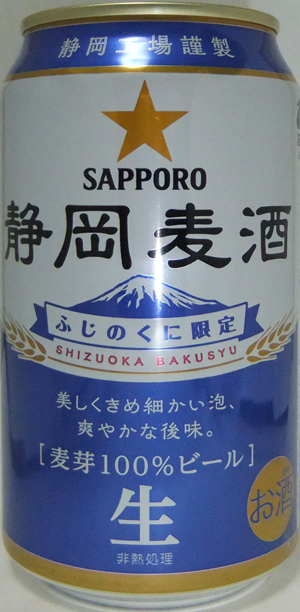 静岡工場謹製
SAPPORO
静岡麦酒
ふじのくに限定
SHIZUOKA BAKUSYU
美しくきめ細かい泡、
爽やかな後味。
[麦芽100%ビール]
お酒
生
非熱処理